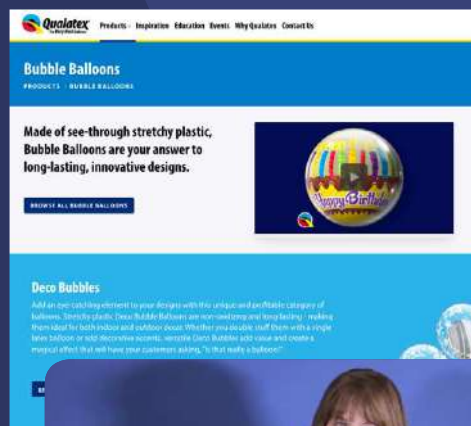 Qualatex
The Very Best Balloons
Products Inspiration Education Events Why Qualatex Contact Us
Bubble Balloons
PRODUCTS BUBBLE BALLOONS
Made of see-through stretchy plastic,
Bubble Balloons are your answer to
long-lasting, innovative designs.
Happy Birthday
BROWSE ALL BUBBLE BALLOONS
Deco Bubbles
Add an eye-catching element to your designs with this unique and profitable category of
balloons. Stretchy plastic Deco Bubble Balloons are non-oxidizing and long-lasting - making
them ideal for both indoor and outdoor decor. Whether you double stuff them with a single
latex balloon or add decorative accents, versatile Deco Bubbles add value and create a
magical effect that will have your customers asking, "Is that really a balloon?"